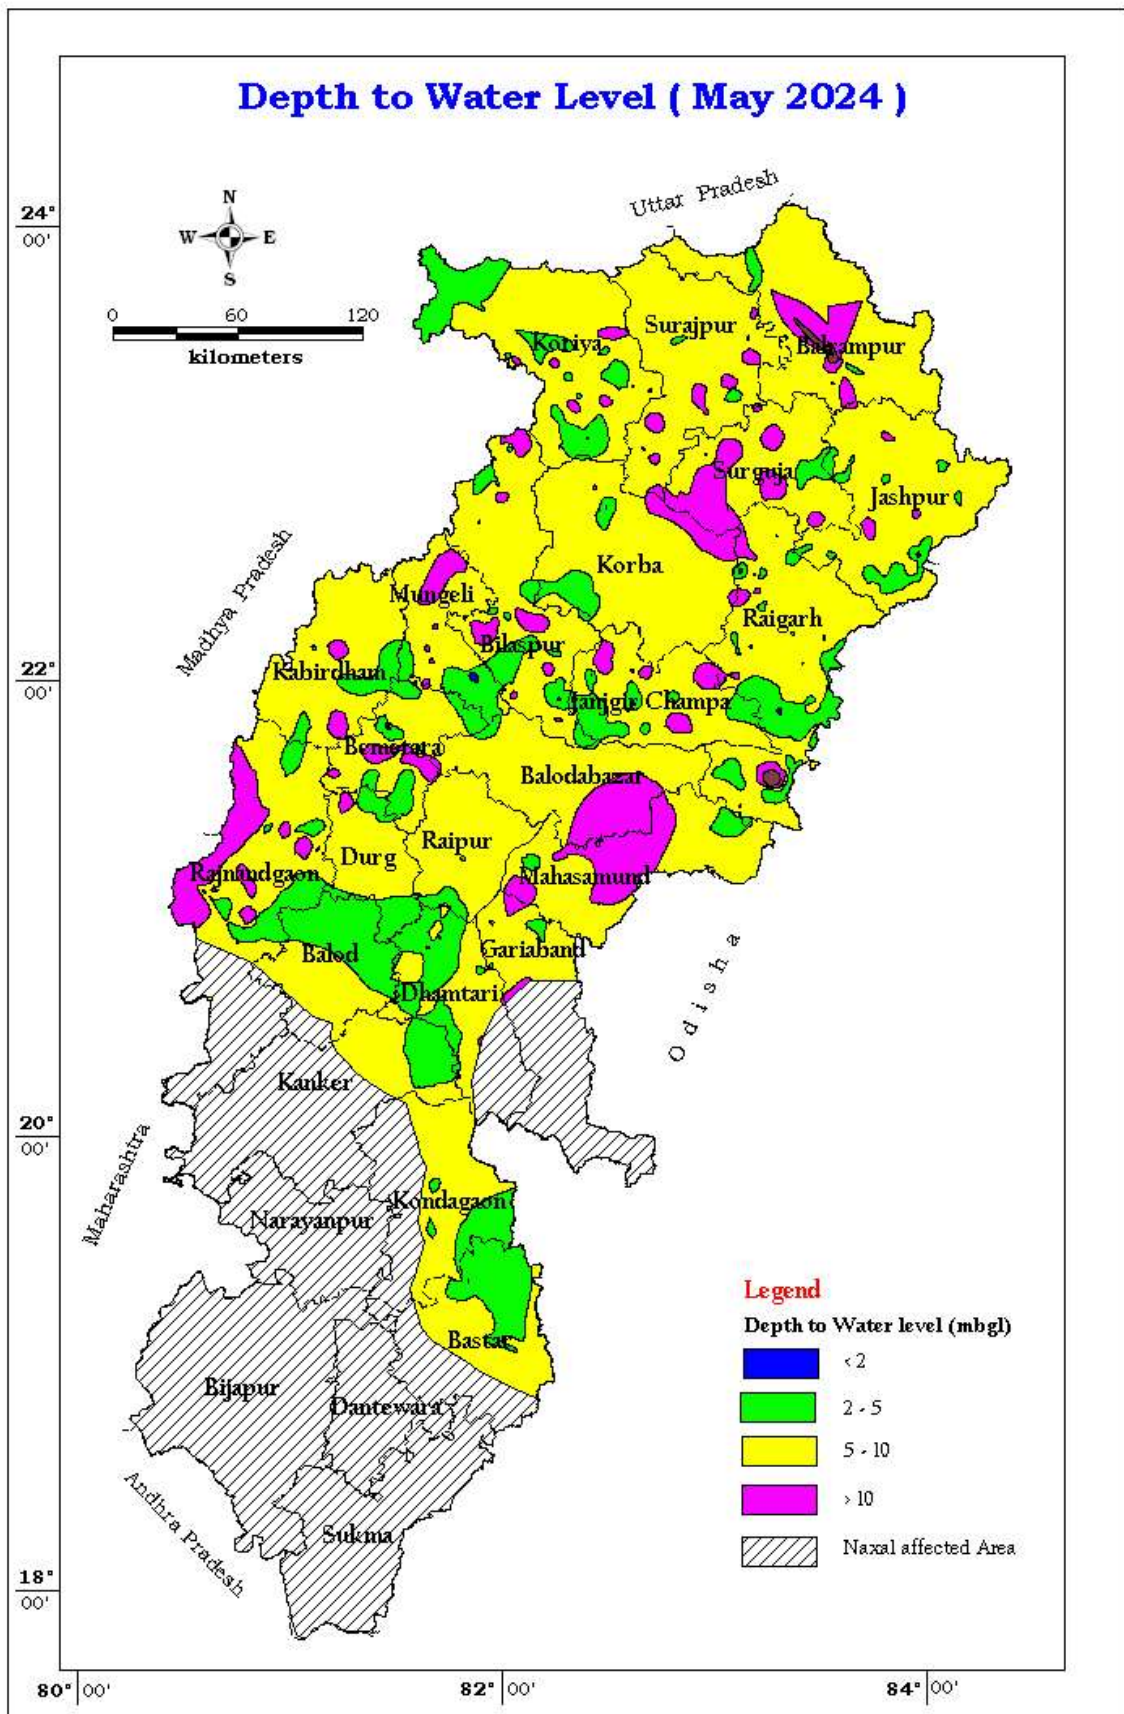 Depth to Water Level ( May 2024 )
Uttar Pradesh
N
W E
S
24°
00'
0 60 120
kilometers
Surajpur
Koriya
Balrampur
Surguja
Jashpur
Madhya Pradesh
Korba
Mungeli
Raigarh
Bilaspur
22°
00'
Kabirdham
Janjgir Champa
Bemetara
Balodabazar
Raipur
Durg
Rajnandgaon
Mahasamund
Balod
Gariaband
Dhamtari
Odisha
Kanker
20°
00'
Maharashtra
Kondagaon
Narayanpur
Legend
Depth to Water level (mbgl)
Bastar
< 2
Bijapur
Dantewara
2 - 5
5 - 10
> 10
Andhra Pradesh
Sukma
Naxal affected Area
18°
00'
80° 00' 82° 00' 84° 00'